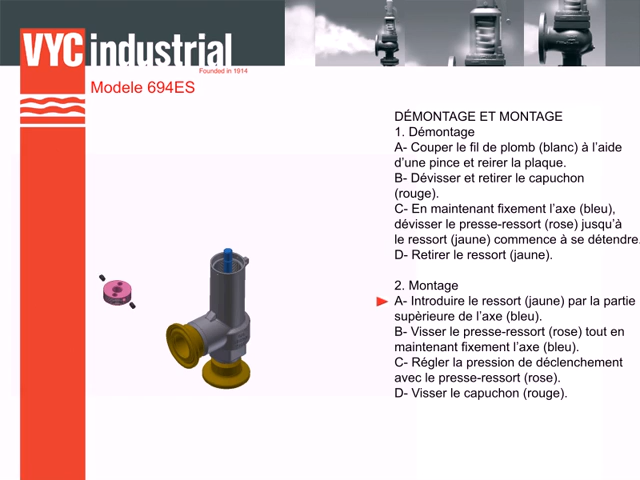 VYC industrial
Founded in 1914
Modele 694ES
DÉMONTAGE ET MONTAGE
1. Démontage
A- Couper le fil de plomb (blanc) à l'aide
d'une pince et reirer la plaque.
B- Dévisser et retirer le capuchon
(rouge).
C- En maintenant fixement l'axe (bleu),
dévisser le presse-ressort (rose) jusqu'à
le ressort (jaune) commence à se détendre.
D- Retirer le ressort (jaune).
2. Montage
A- Introduire le ressort (jaune) par la partie
supèrieure de l'axe (bleu).
B- Visser le presse-ressort (rose) tout en
maintenant fixement l'axe (bleu).
C- Régler la pression de déclenchement
avec le presse-ressort (rose).
D- Visser le capuchon (rouge).